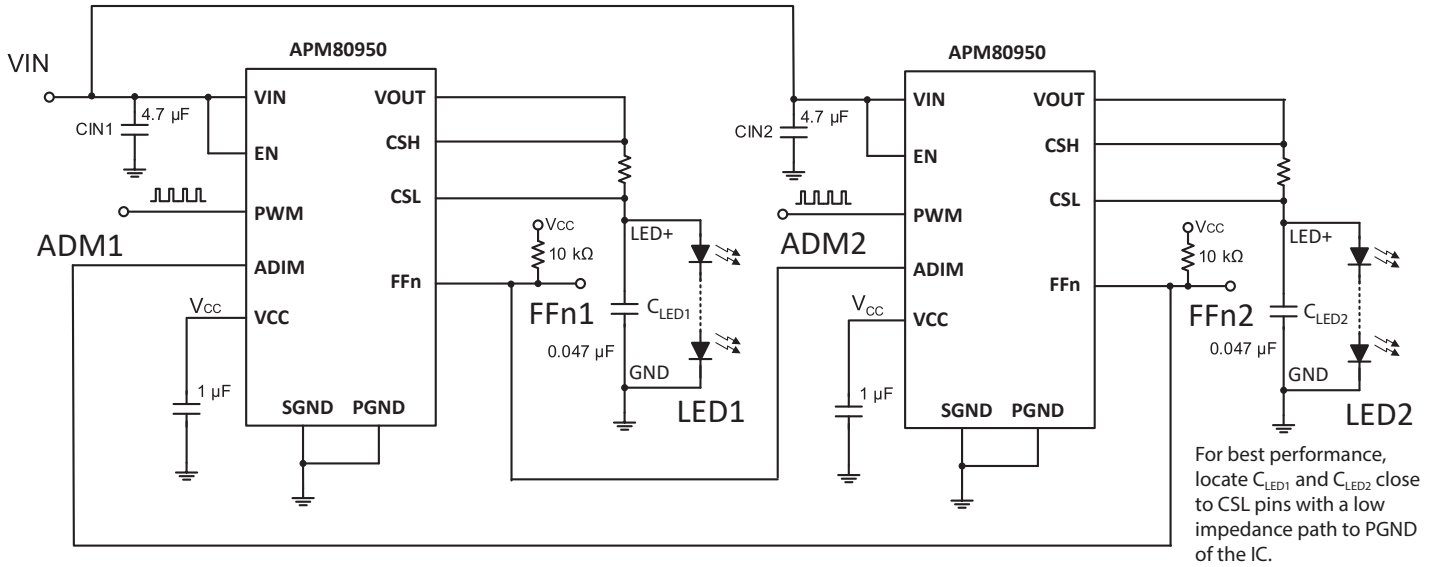 VIN
APM80950
VIN
EN
PWM
ADIM
VCC
SGND PGND
VOUT
CSH
CSL
FFn
4.7 µF
CIN1
ADM1
VCC
1 µF
VCC
10 kΩ
FFn1
LED+
CLED1
0.047 µF
GND
LED1
APM80950
VIN
EN
PWM
ADIM
VCC
SGND PGND
VOUT
CSH
CSL
FFn
4.7 µF
CIN2
ADM2
VCC
1 µF
VCC
10 kΩ
FFn2
LED+
CLED2
0.047 µF
GND
LED2
For best performance,
locate CLED1 and CLED2 close
to CSL pins with a low
impedance path to PGND
of the IC.